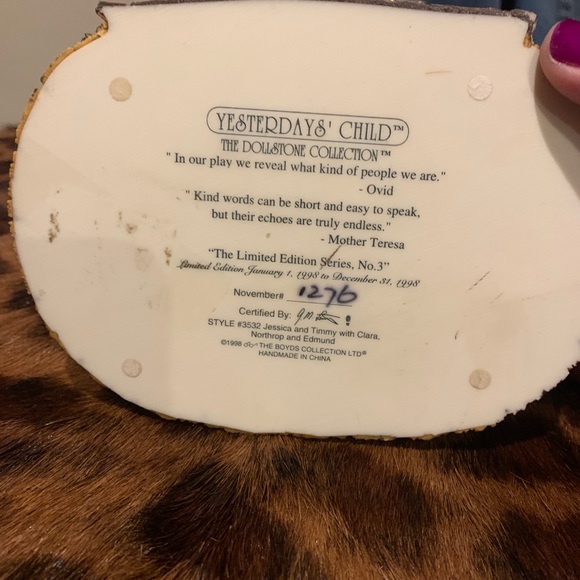 YESTERDAYS' CHILD™
THE DOLLSTONE COLLECTION™
" In our play we reveal what kind of people we are."
- Ovid
" Kind words can be short and easy to speak,
but their echoes are truly endless."
- Mother Teresa
"The Limited Edition Series, No.3"
Limited Edition January 1, 1998 to December 31, 1998
November# 1276
Certified By:
STYLE #3532 Jessica and Timmy with Clara,
Northrop and Edmund
©1998 THE BOYDS COLLECTION LTD®
HANDMADE IN CHINA